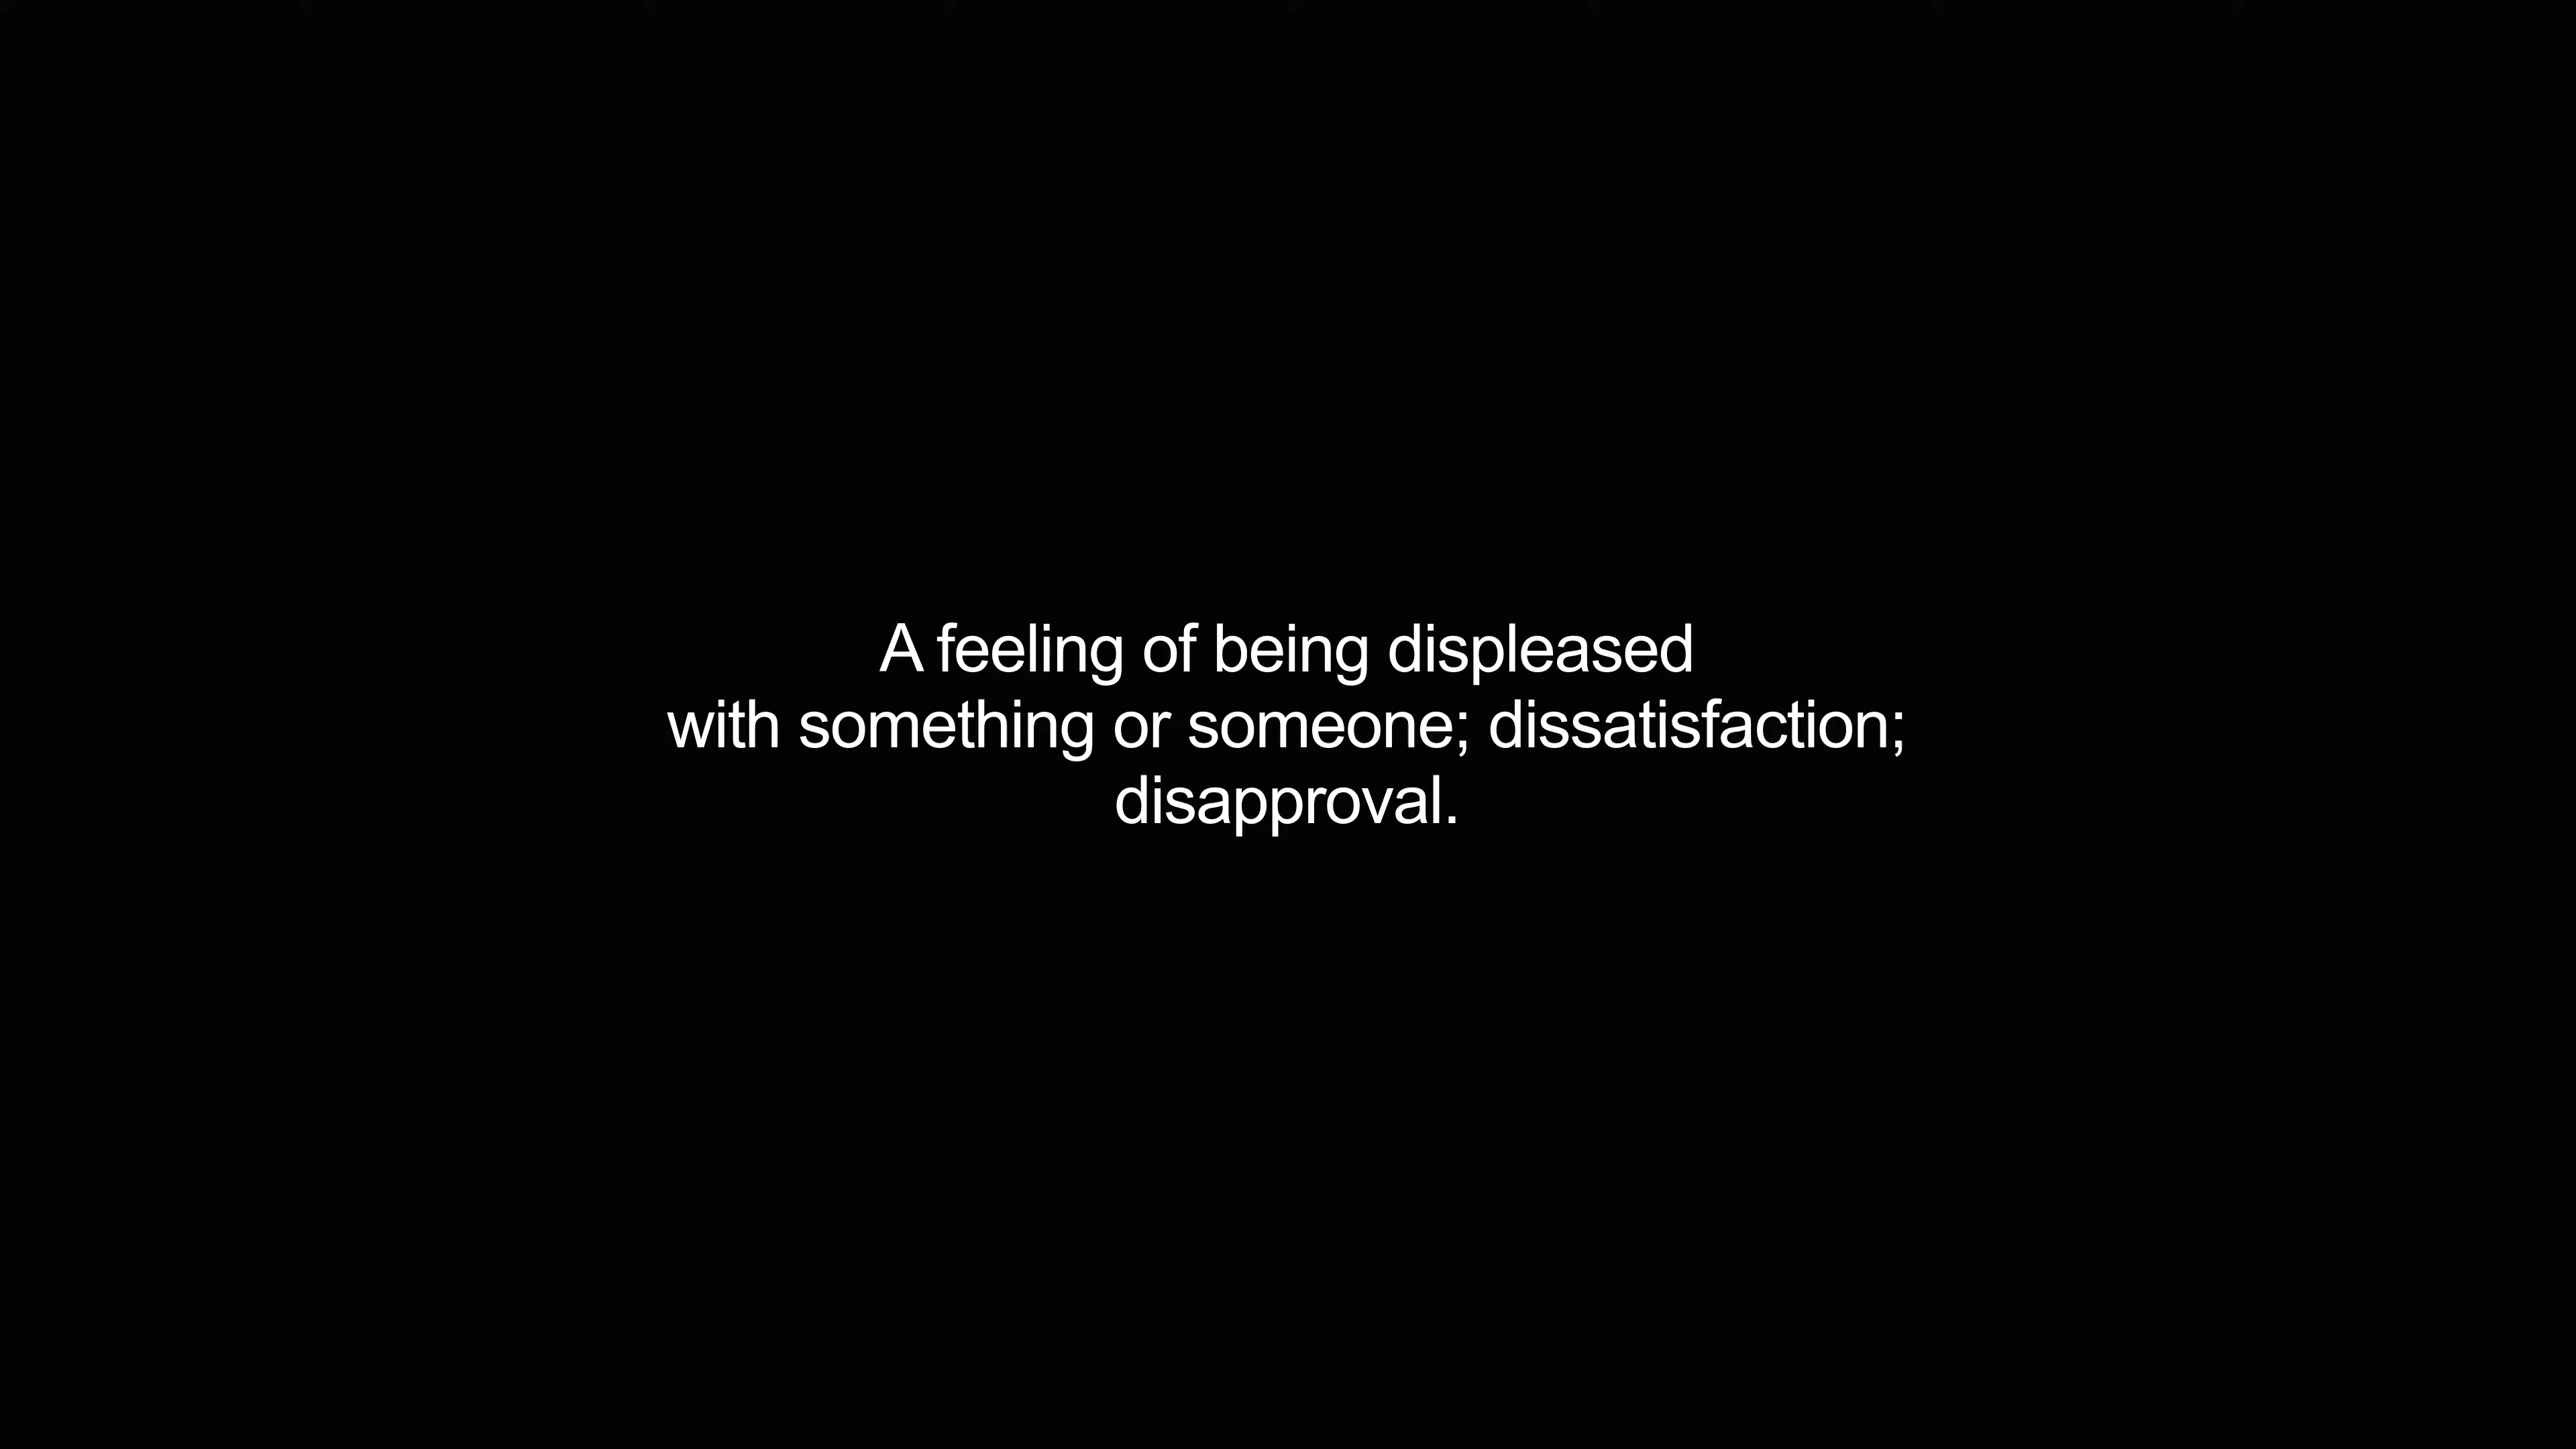 A feeling of being displeased
with something or someone; dissatisfaction;
disapproval.